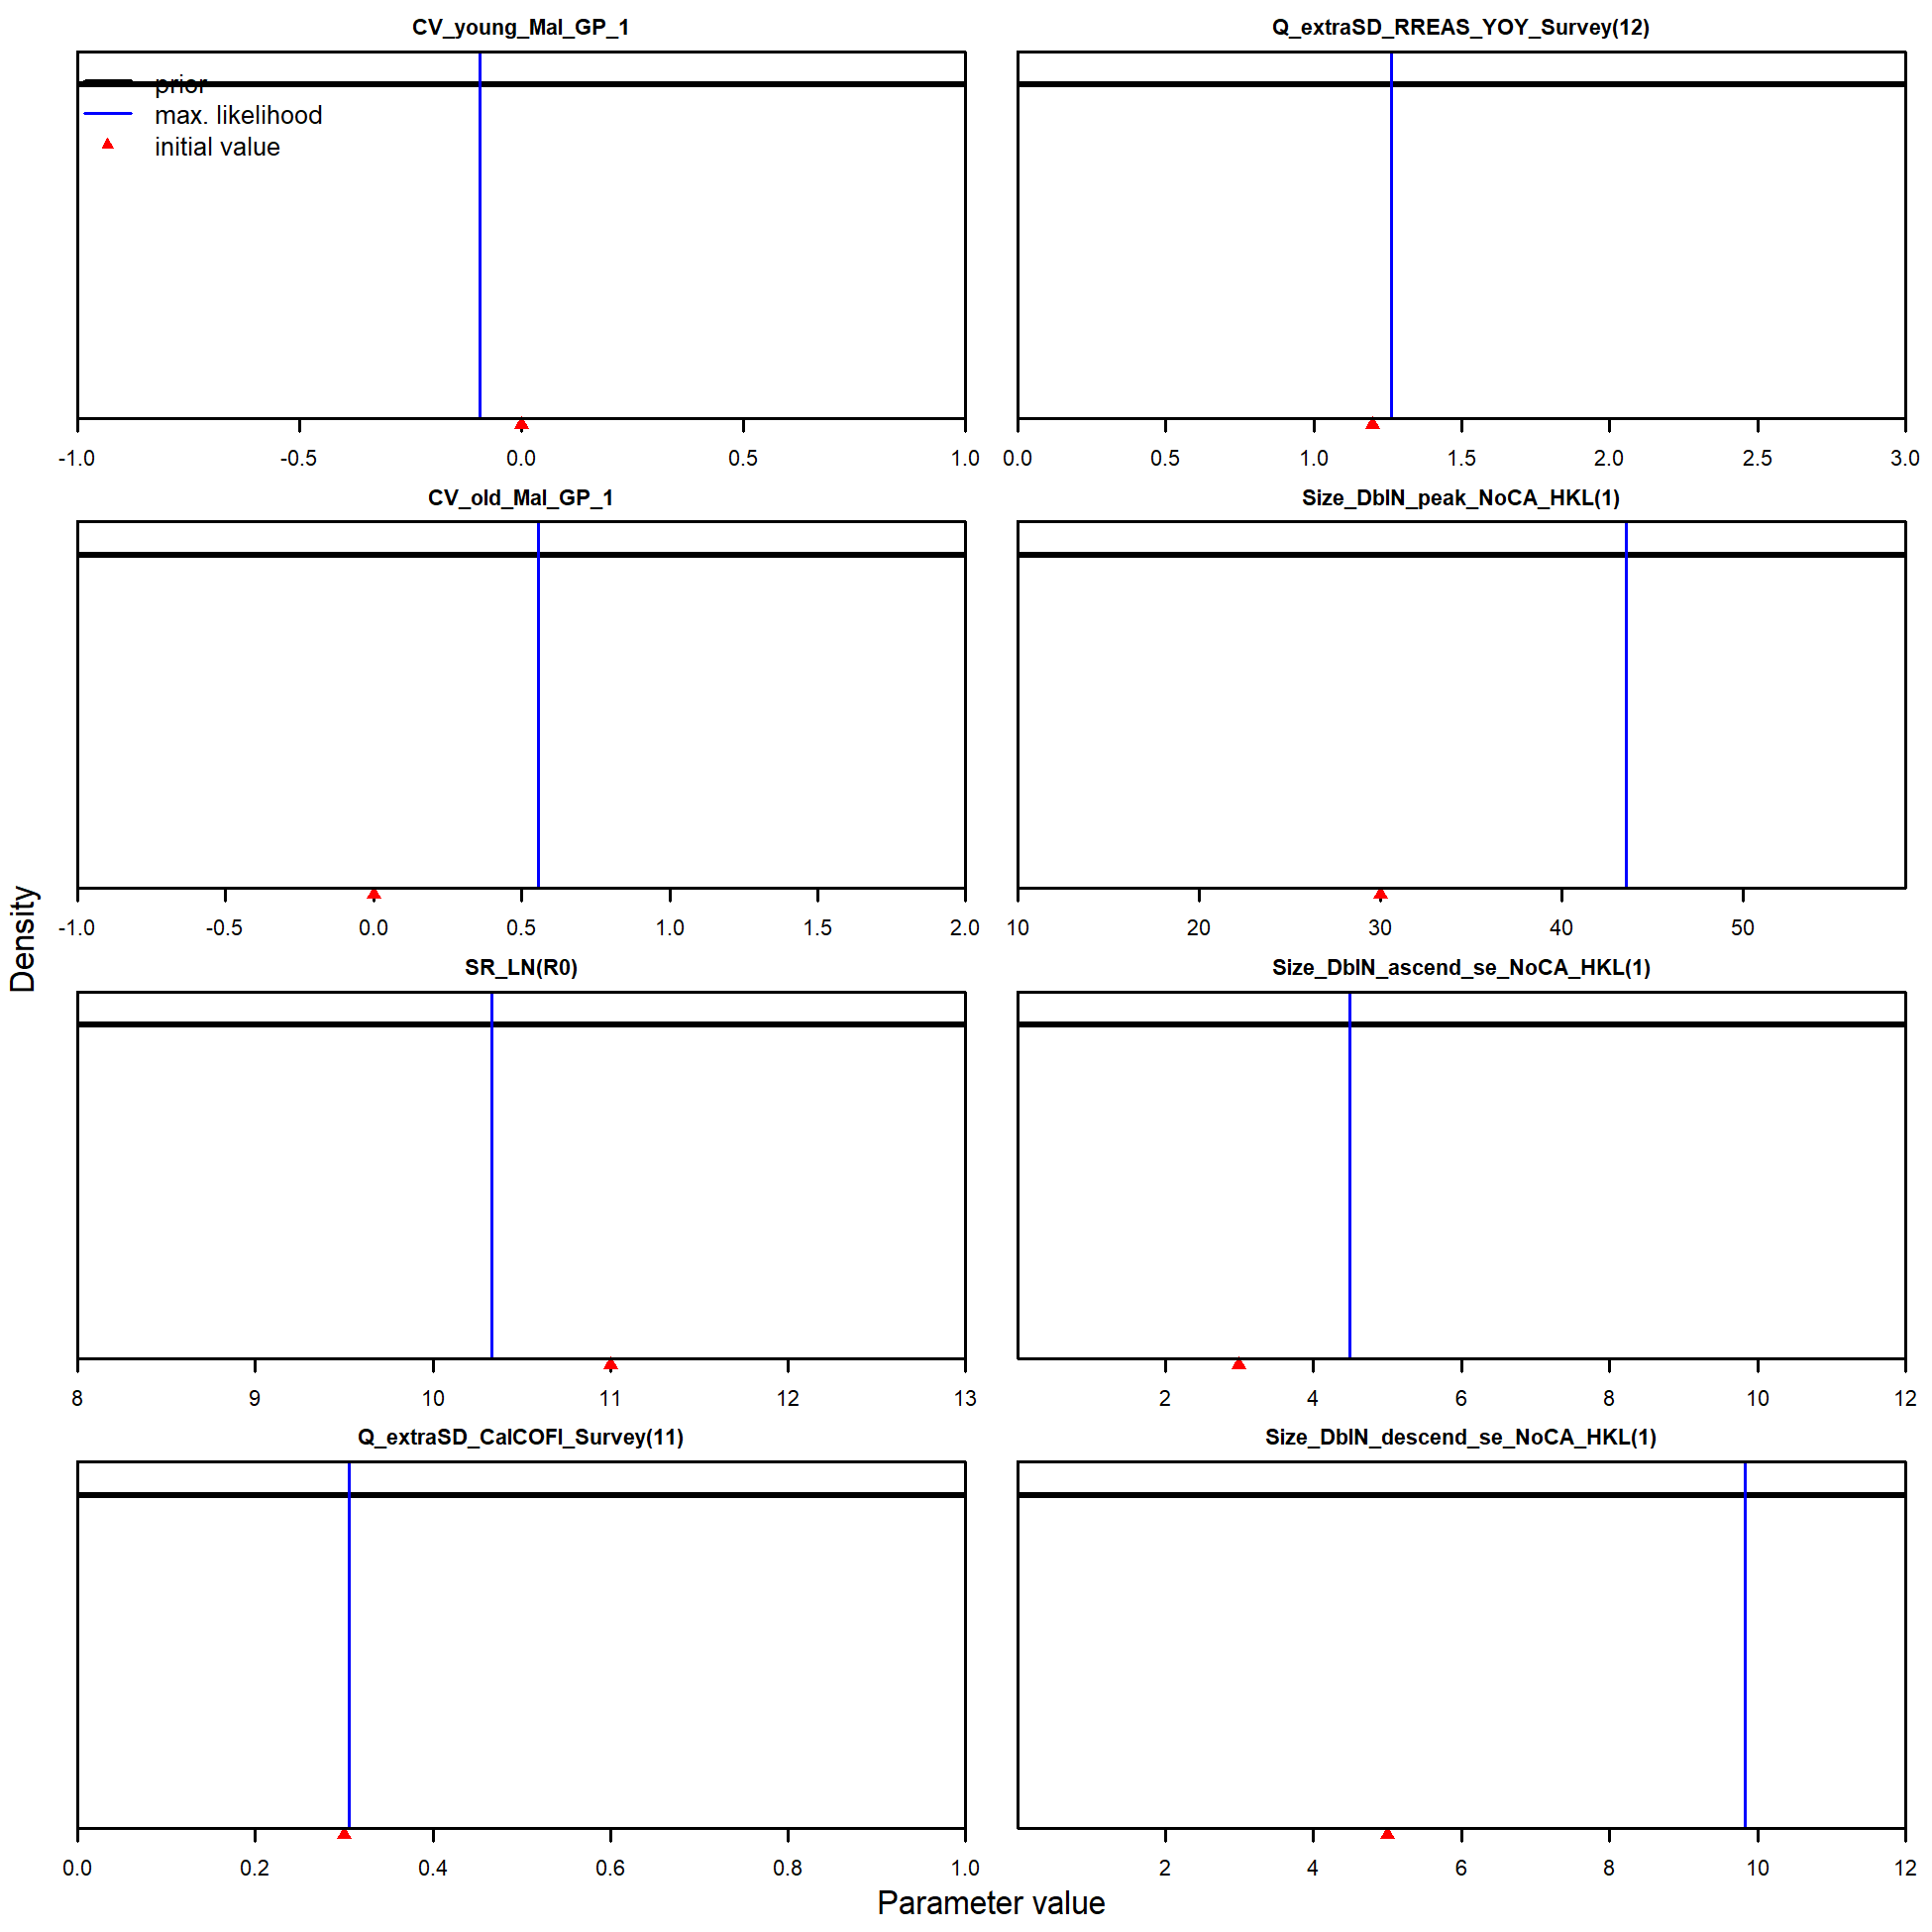 CV_young_Mal_GP_1
prior
max. likelihood
initial value
-1.0 -0.5 0.0 0.5 1.0
Q_extraSD_RREAS_YOY_Survey(12)
0.0 0.5 1.0 1.5 2.0 2.5 3.0
CV_old_Mal_GP_1
-1.0 -0.5 0.0 0.5 1.0 1.5 2.0
Size_DblN_peak_NoCA_HKL(1)
10 20 30 40 50
SR_LN(R0)
8 9 10 11 12 13
Size_DblN_ascend_se_NoCA_HKL(1)
2 4 6 8 10 12
Q_extraSD_CalCOFI_Survey(11)
0.0 0.2 0.4 0.6 0.8 1.0
Size_DblN_descend_se_NoCA_HKL(1)
2 4 6 8 10 12
Density
Parameter value